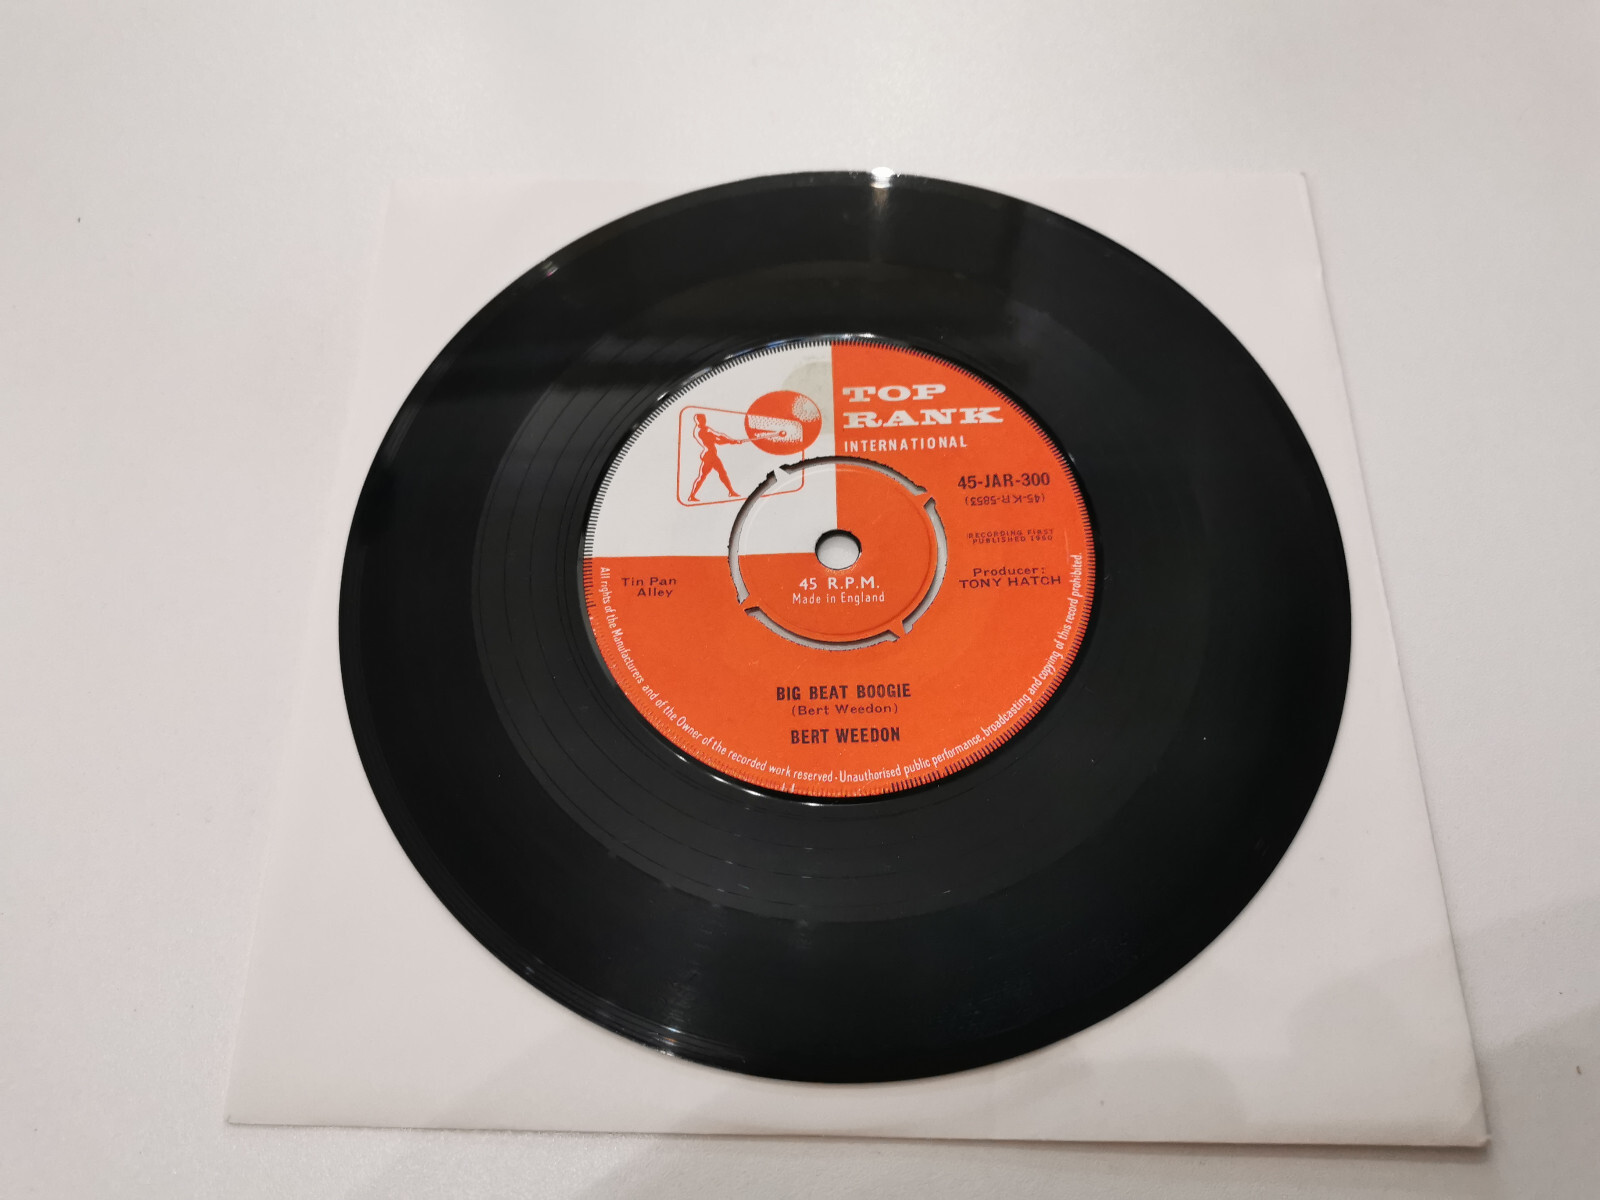 TOP
RANK
INTERNATIONAL
45-JAR-300
(45-KR-5853)
RECORDING FIRST
PUBLISHED 1960
Producer:
TONY HATCH
Tin Pan
Alley
45 R.P.M.
Made in England
BIG BEAT BOOGIE
(Bert Weedon)
BERT WEEDON
All rights of the Manufacturers and of the Owner of the recorded work reserved - Unauthorised public performance, broadcasting and copying of this record prohibited.